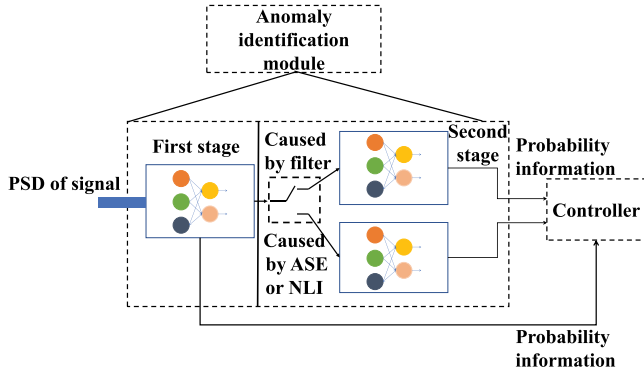 Anomaly
identification
module
First stage
Caused
by filter
Second
stage
Probability
information
PSD of signal
Controller
Caused
by ASE
or NLI
Probability
information